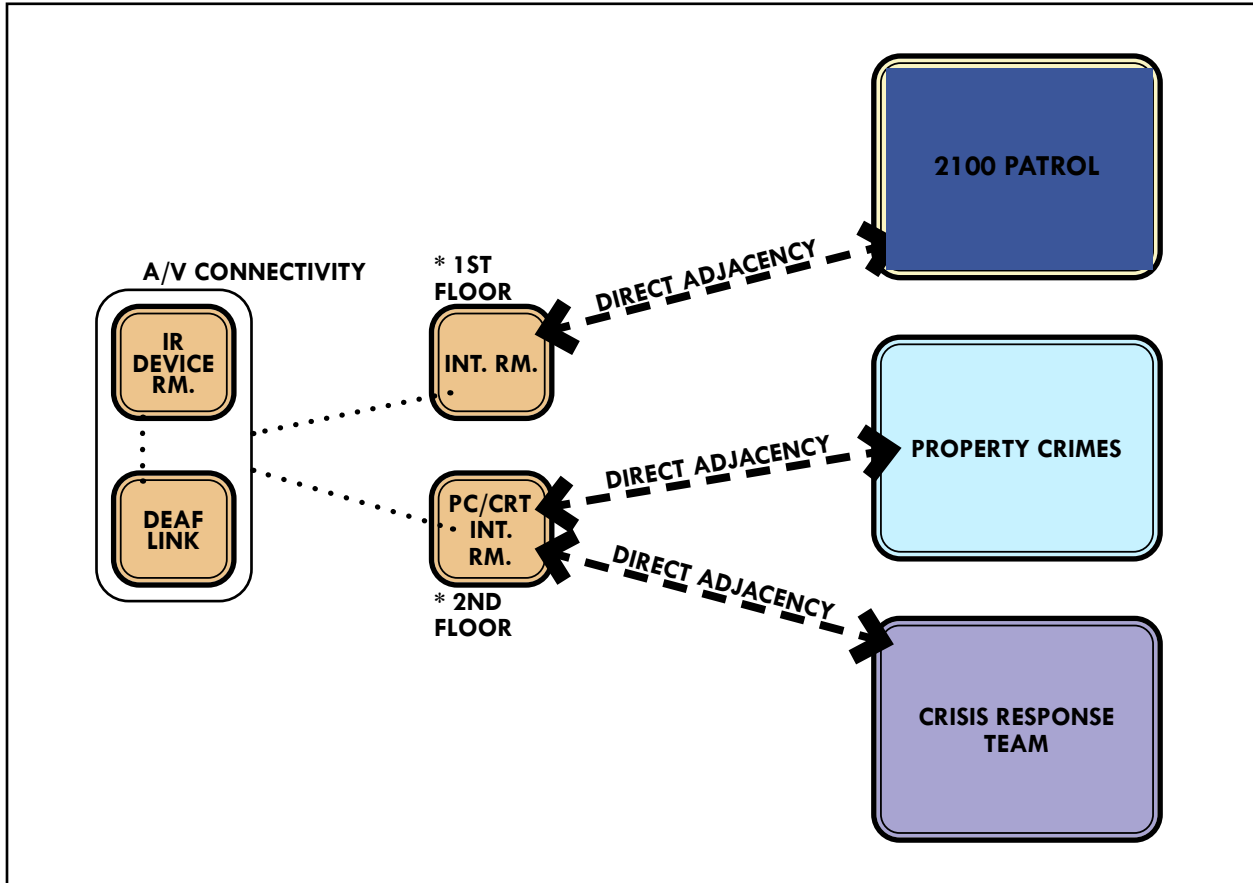 2100 PATROL
DIRECT ADJACENCY
A/V CONNECTIVITY
* 1ST
FLOOR
IR
DEVICE
RM.
INT. RM.
DIRECT ADJACENCY
PROPERTY CRIMES
DEAF
LINK
PC/CRT
INT.
RM.
* 2ND
FLOOR
DIRECT ADJACENCY
CRISIS RESPONSE
TEAM